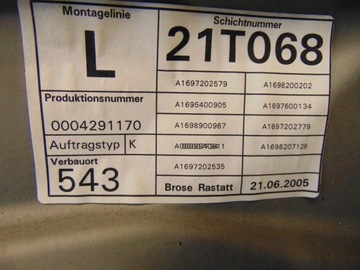 Montagelinie
L
Schichtnummer
21T068
Produktionsnummer
0004291170
Auftragstyp K
Verbauort
543
A1697202579
A1698200202
A1695400905
A1697600134
A1698900967
A1697202779
A1698207128
A1697202535
Brose Rastatt
21.06.2005